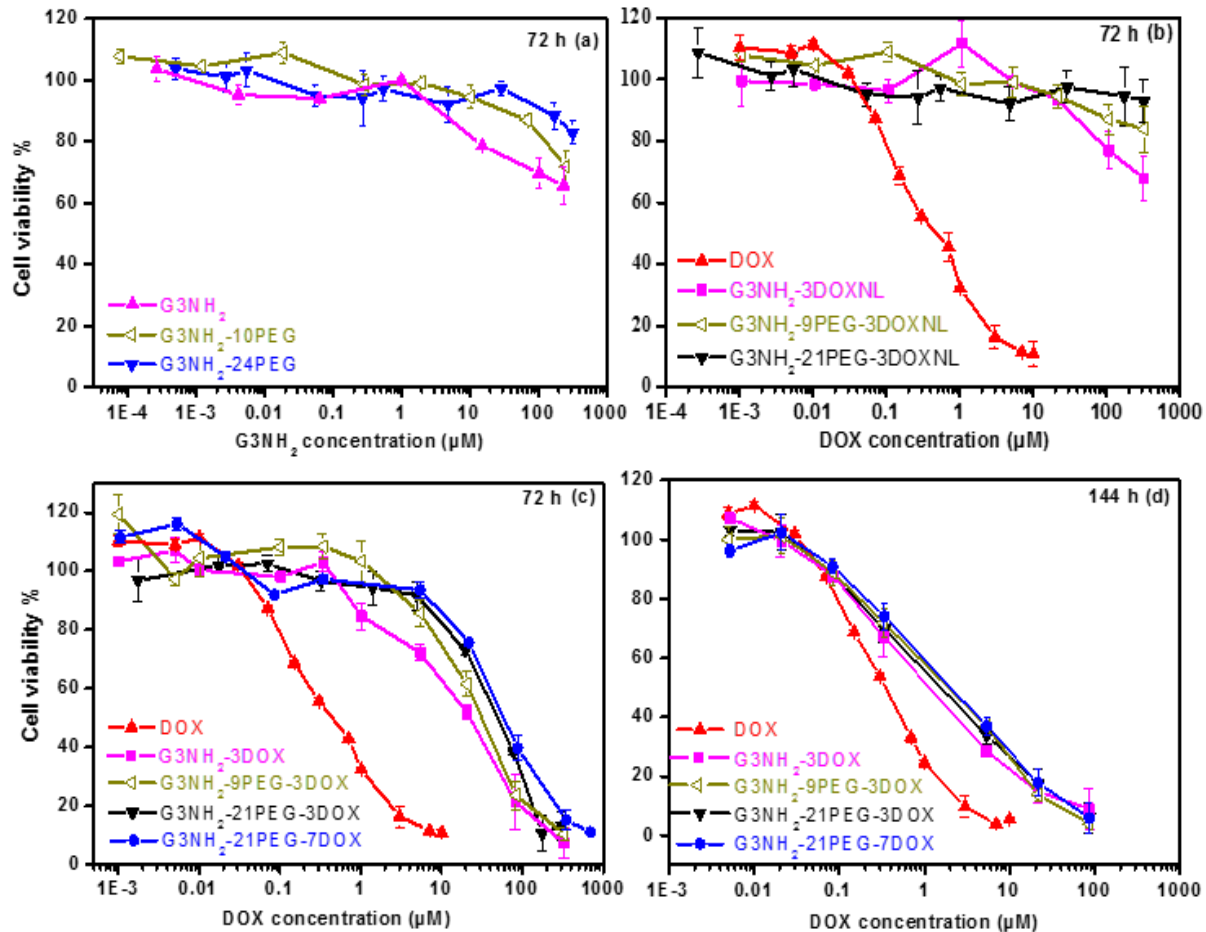 120
100
80
60
40
20
0
Cell viability %
72 h (a)
G3NH₂
G3NH₂-10PEG
G3NH₂-24PEG
1E-4 1E-3 0.01 0.1 1 10 100 1000
G3NH₂ concentration (µM)
120
100
80
60
40
20
0
72 h (b)
DOX
G3NH₂-3DOXNL
G3NH₂-9PEG-3DOXNL
G3NH₂-21PEG-3DOXNL
1E-4 1E-3 0.01 0.1 1 10 100 1000
DOX concentration (µM)
120
100
80
60
40
20
0
Cell viability %
72 h (c)
DOX
G3NH₂-3DOX
G3NH₂-9PEG-3DOX
G3NH₂-21PEG-3DOX
G3NH₂-21PEG-7DOX
1E-3 0.01 0.1 1 10 100 1000
DOX concentration (µM)
120
100
80
60
40
20
0
144 h (d)
DOX
G3NH₂-3DOX
G3NH₂-9PEG-3DOX
G3NH₂-21PEG-3DOX
G3NH₂-21PEG-7DOX
1E-3 0.01 0.1 1 10 100 1000
DOX concentration (µM)